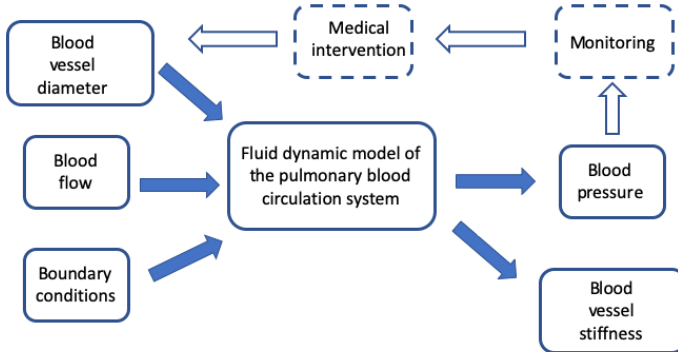 Blood
vessel
diameter
Medical
intervention
Monitoring
Blood
flow
Fluid dynamic model of
the pulmonary blood
circulation system
Blood
pressure
Boundary
conditions
Blood
vessel
stiffness